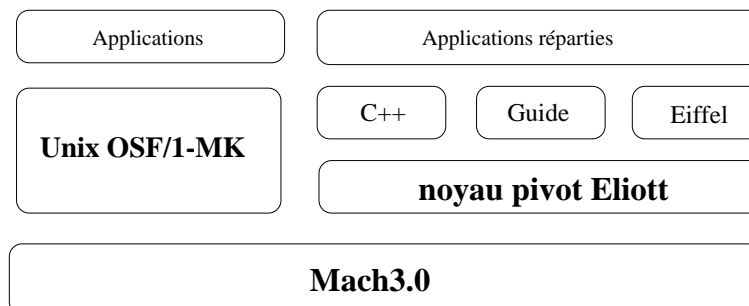 Applications
Applications réparties
C++
Guide
Eiffel
Unix OSF/1-MK
noyau pivot Eliott
Mach3.0